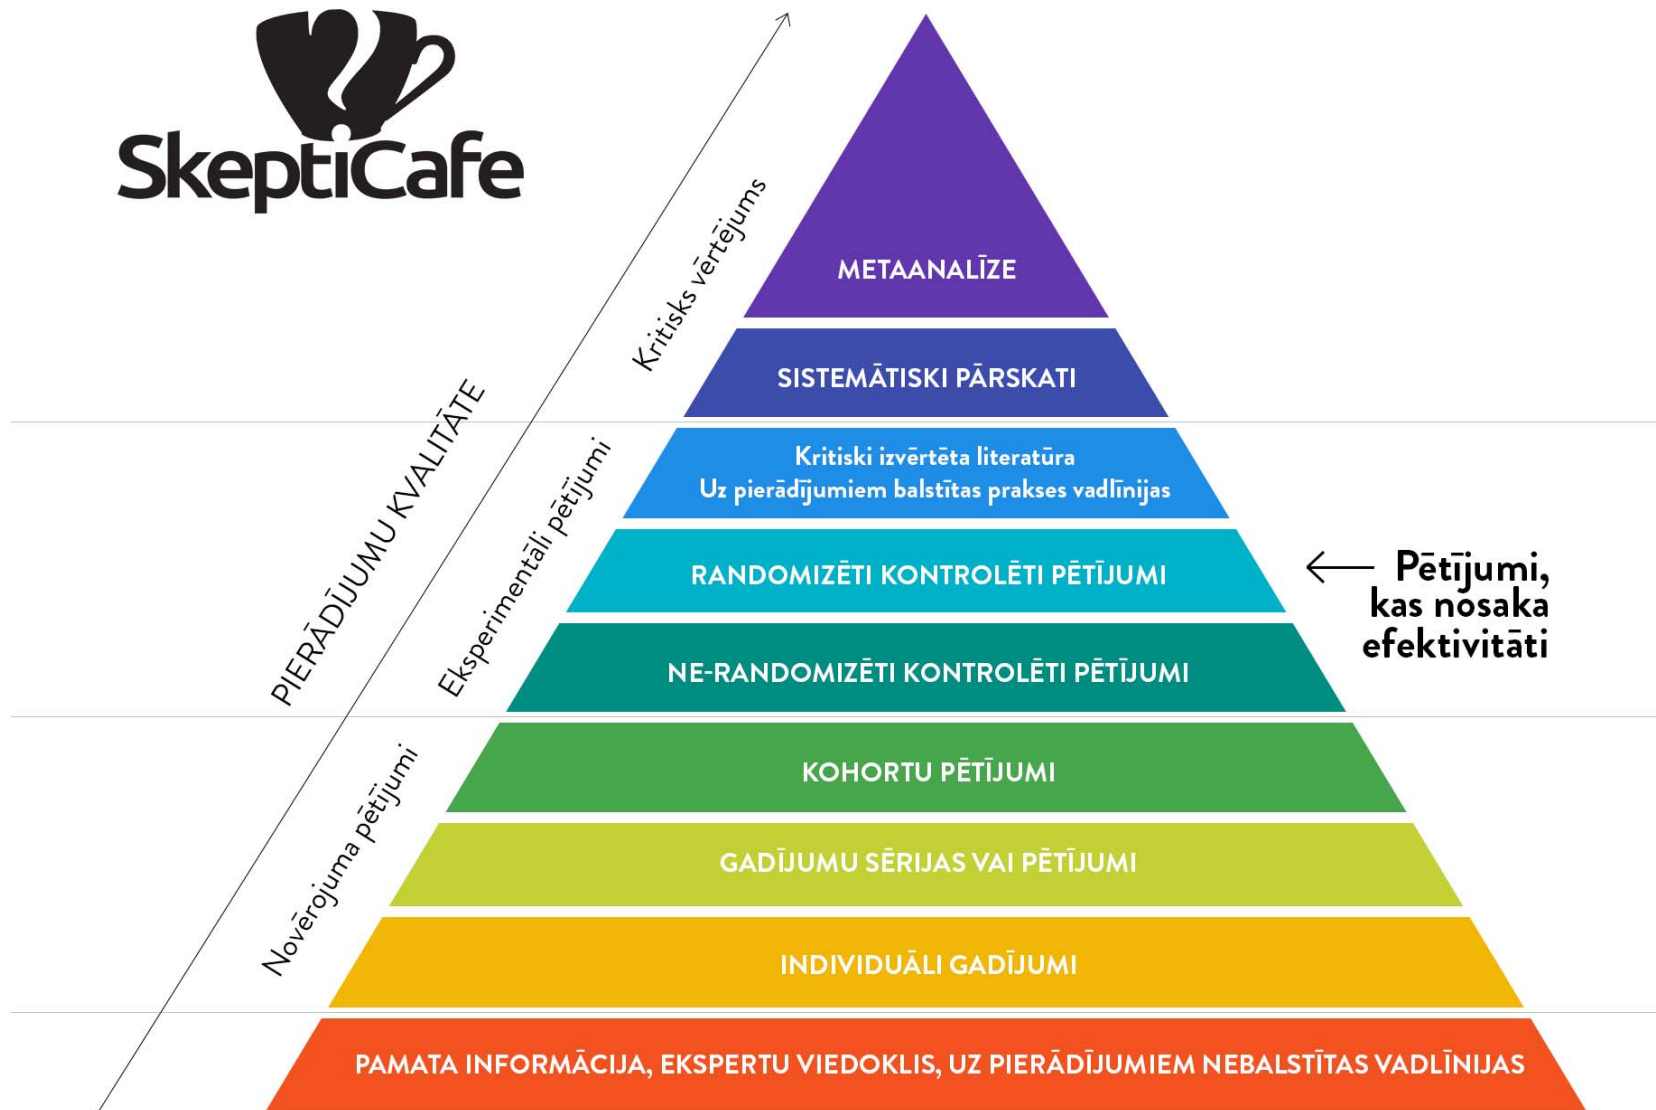 SkeptiCafe
PIERĀDĪJUMU KVALITĀTE
Kritisks vērtējums
Eksperimentāli pētījumi
Novērojuma pētījumi
METAANALĪZE
SISTEMĀTISKI PĀRSKATI
Kritiski izvērtēta literatūra
Uz pierādījumiem balstītas prakses vadlīnijas
RANDOMIZĒTI KONTROLĒTI PĒTĪJUMI
Pētījumi,
kas nosaka
efektivitāti
NE-RANDOMIZĒTI KONTROLĒTI PĒTĪJUMI
KOHORTU PĒTĪJUMI
GADĪJUMU SĒRIJAS VAI PĒTĪJUMI
INDIVIDUĀLI GADĪJUMI
PAMATA INFORMĀCIJA, EKSPERTU VIEDOKLIS, UZ PIERĀDĪJUMIEM NEBALSTĪTAS VADLĪNIJAS